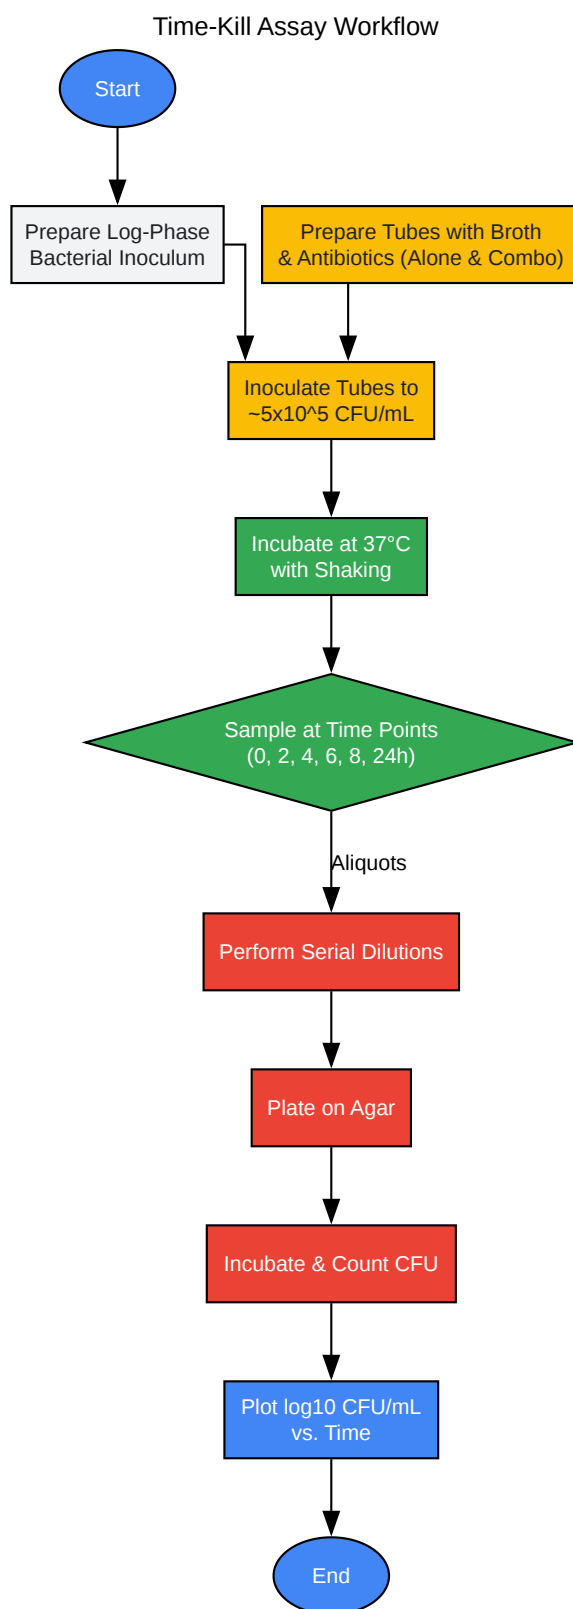 Time-Kill Assay Workflow
Start
Prepare Log-Phase
Bacterial Inoculum
Prepare Tubes with Broth
& Antibiotics (Alone & Combo)
Inoculate Tubes to
~5x10^5 CFU/mL
Incubate at 37°C
with Shaking
Sample at Time Points
(0, 2, 4, 6, 8, 24h)
Aliquots
Perform Serial Dilutions
Plate on Agar
Incubate & Count CFU
Plot log10 CFU/mL
vs. Time
End